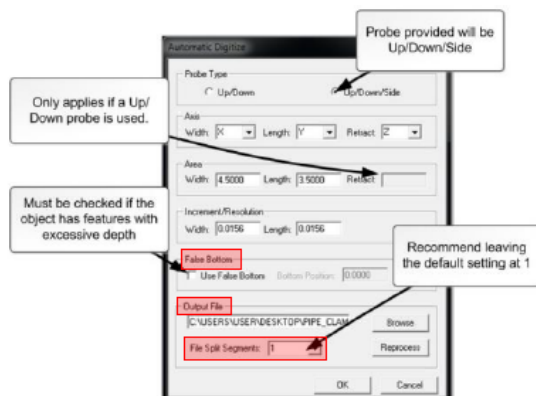 Probe provided will be
Up/Down/Side
Automatic Digitize
Probe Type
Up/Down
Up/Down/Side
Only applies if a Up/
Down probe is used.
Axis
Width: X Length: Y Retract: Z
Area
Width: 4.5000 Length: 3.5000 Retract:
Must be checked if the
object has features with
excessive depth
Increment/Resolution
Width: 0.0156 Length: 0.0156
Recommend leaving
the default setting at 1
False Bottom
Use False Bottom Bottom Position: 0.0000
Output File
C:\USERS\USER\DESKTOP\PIPE_CLAM
Browse
File Split Segments: 1
Reprocess
OK
Cancel